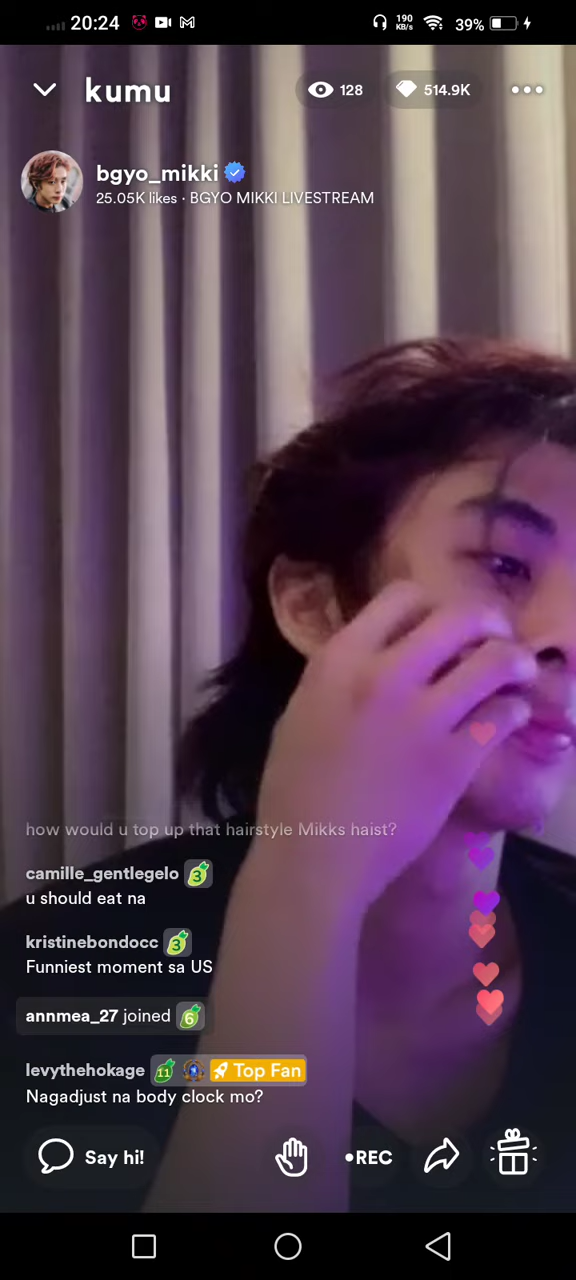 20:24
190
KB/s
39%
kumu
128
514.9K
bgyo_mikki
25.05K likes · BGYO MIKKI LIVESTREAM
how would u top up that hairstyle Mikks haist?
camille_gentlegelo 3
u should eat na
kristinebondocc 3
Funniest moment sa US
annmea_27 joined 6
levythehokage 11 Top Fan
Nagadjust na body clock mo?
Say hi!
•REC